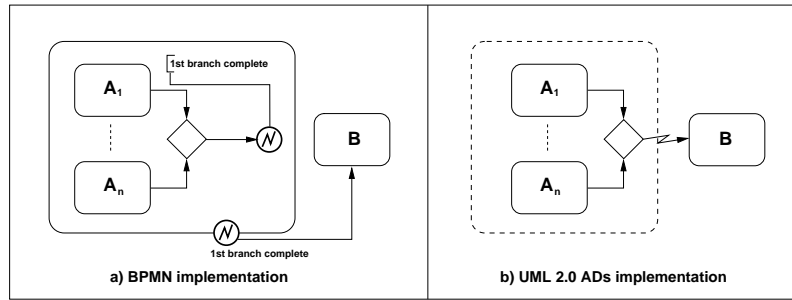 1st branch complete
A1
An
B
1st branch complete
a) BPMN implementation
A1
An
B
b) UML 2.0 ADs implementation